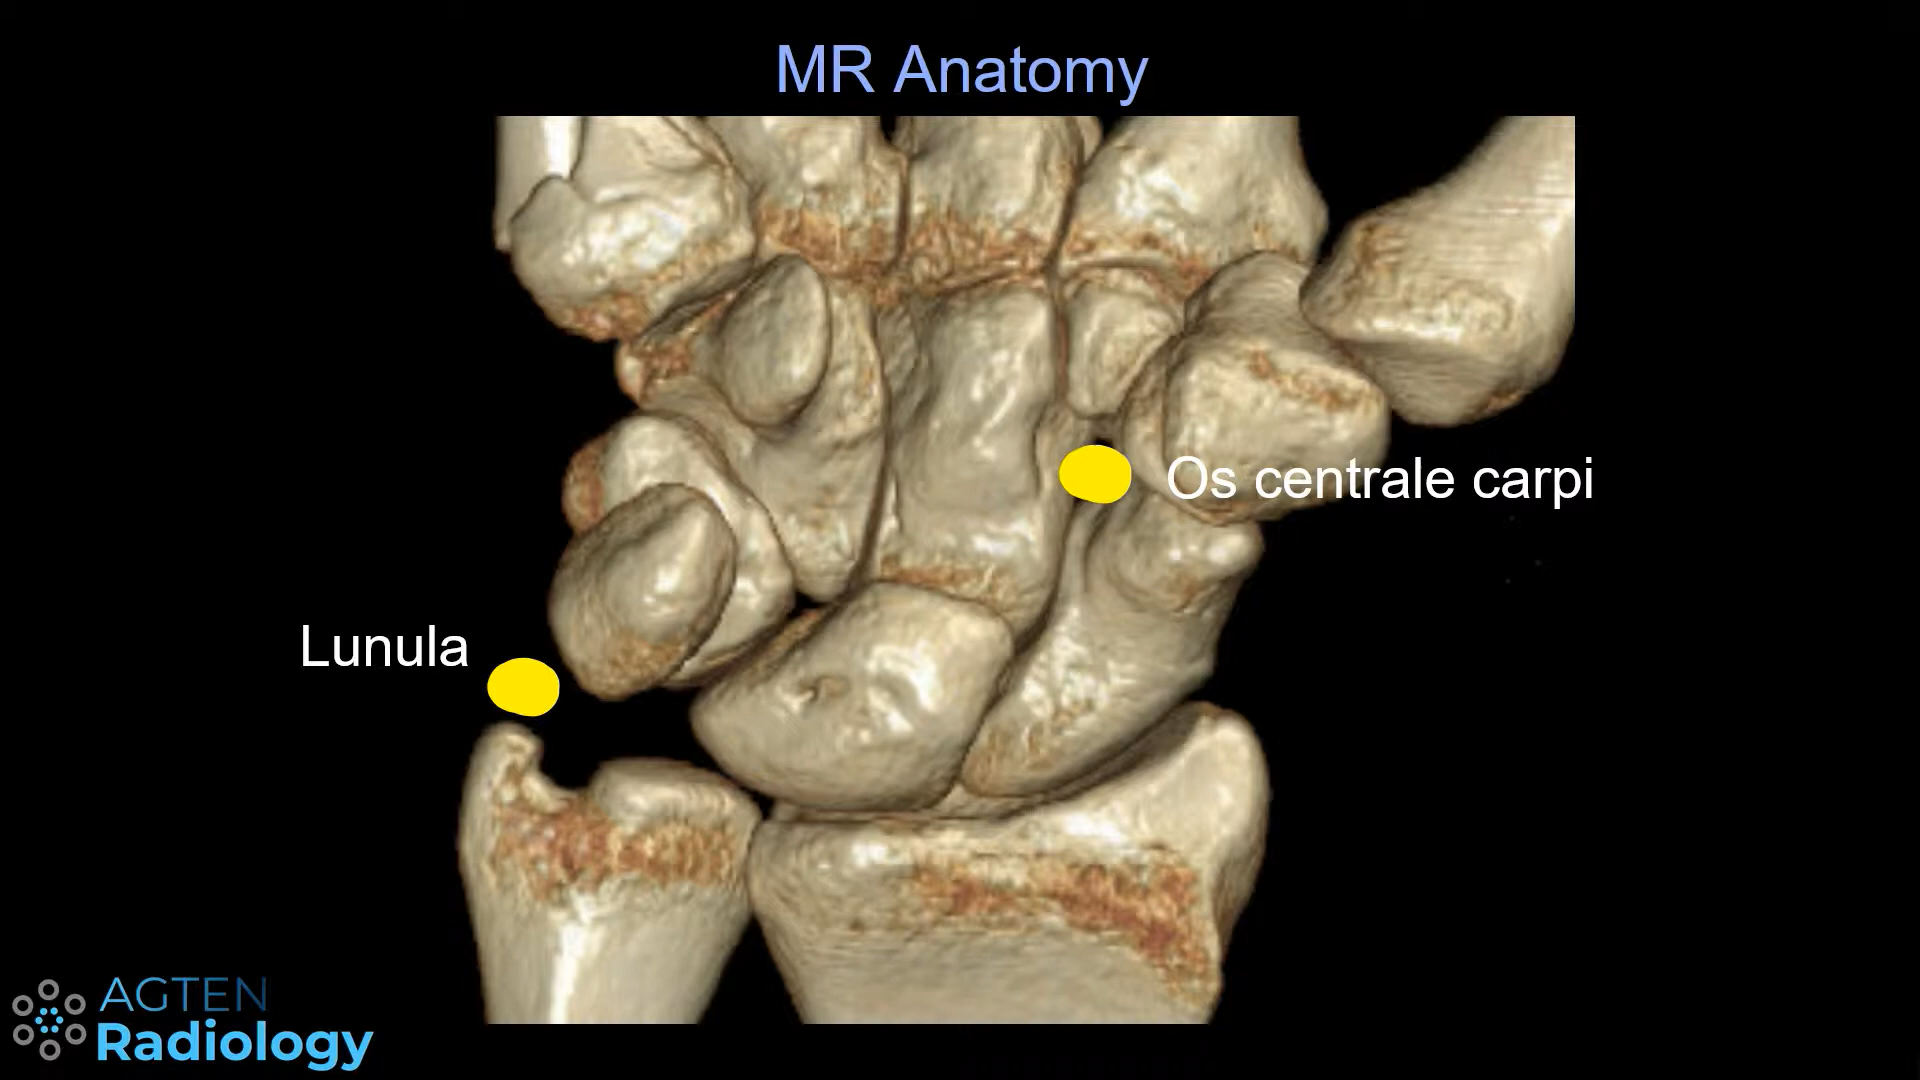 MR Anatomy
Os centrale carpi
Lunula
AGTEN
Radiology